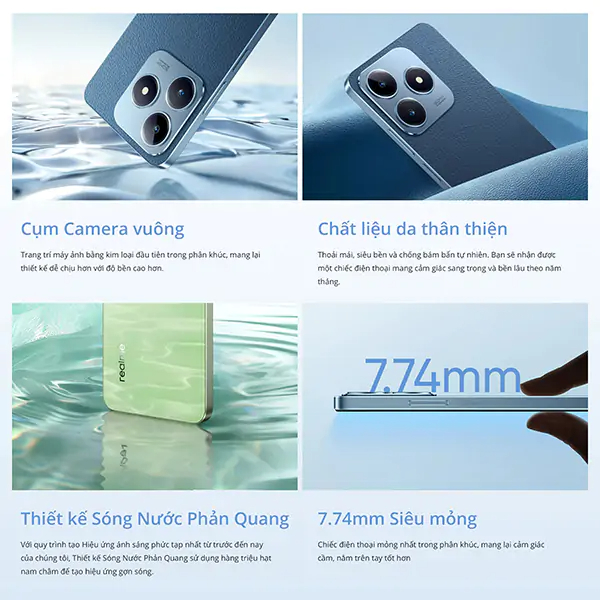 Cụm Camera vuông
Trang trí máy ảnh bằng kim loại đầu tiên trong phân khúc, mang lại
thiết kế dễ chịu hơn với độ bền cao hơn.
Chất liệu da thân thiện
Thoải mái, siêu bền và chống bám bẩn tự nhiên. Bạn sẽ nhận được
một chiếc điện thoại mang cảm giác sang trọng và bền lâu theo năm
tháng.
realme
7.74mm
Thiết kế Sóng Nước Phản Quang
Với quy trình tạo Hiệu ứng ánh sáng phức tạp nhất từ trước đến nay
của chúng tôi, Thiết kế Sóng Nước Phản Quang sử dụng hàng triệu hạt
nam châm để tạo hiệu ứng gợn sóng.
7.74mm Siêu mỏng
Chiếc điện thoại mỏng nhất trong phân khúc, mang lại cảm giác
cầm, nắm trên tay tốt hơn